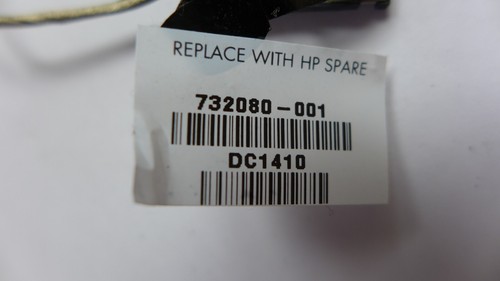 REPLACE WITH HP SPARE
732080-001
DC1410